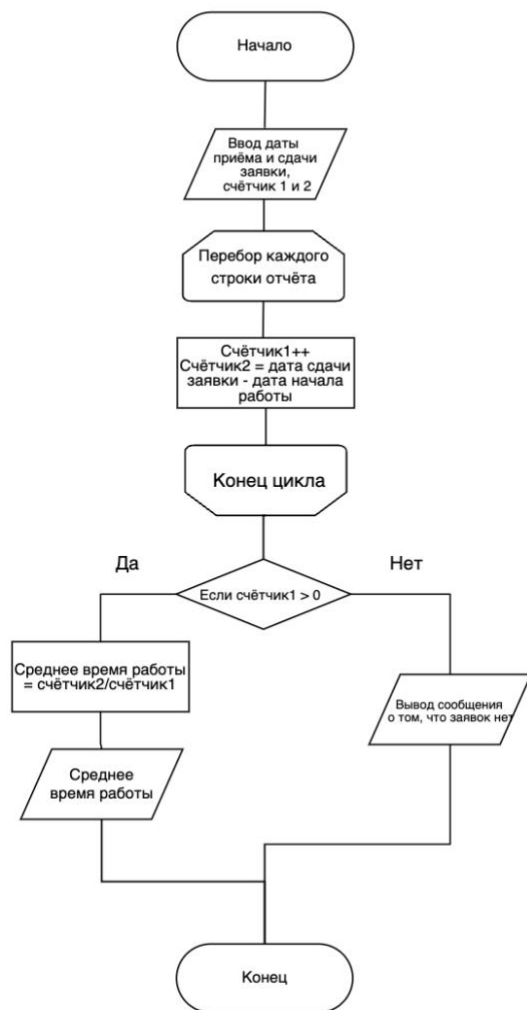 Начало
Ввод даты
приёма и сдачи
заявки,
счётчик 1 и 2
Перебор каждого
строки отчёта
Счётчик1++
Счётчик2 = дата сдачи
заявки - дата начала
работы
Конец цикла
Да
Нет
Если счётчик1 > 0
Среднее время работы
= счётчик2/счётчик1
Вывод сообщения
о том, что заявок нет
Среднее
время работы
Конец